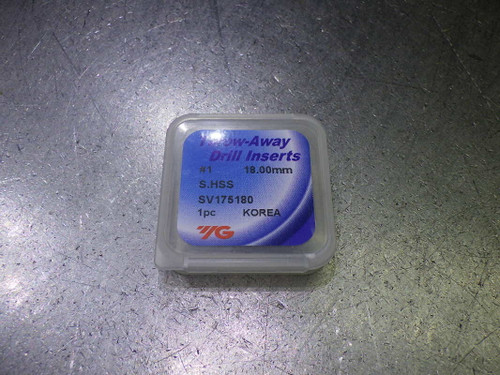 Throw-Away
Drill Inserts
#1 18.00mm
S.HSS
SV175180
1pc KOREA
YG